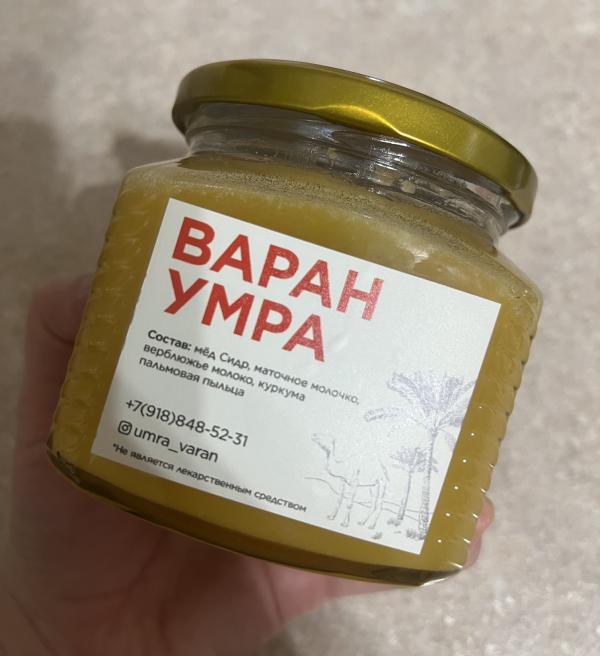 ВАРАН
УМРА
Состав: мёд Сидр, маточное молочко,
верблюжье молоко, куркума
пальмовая пыльца
+7(918)848-52-31
umra_varan
*Не является лекарственным средством